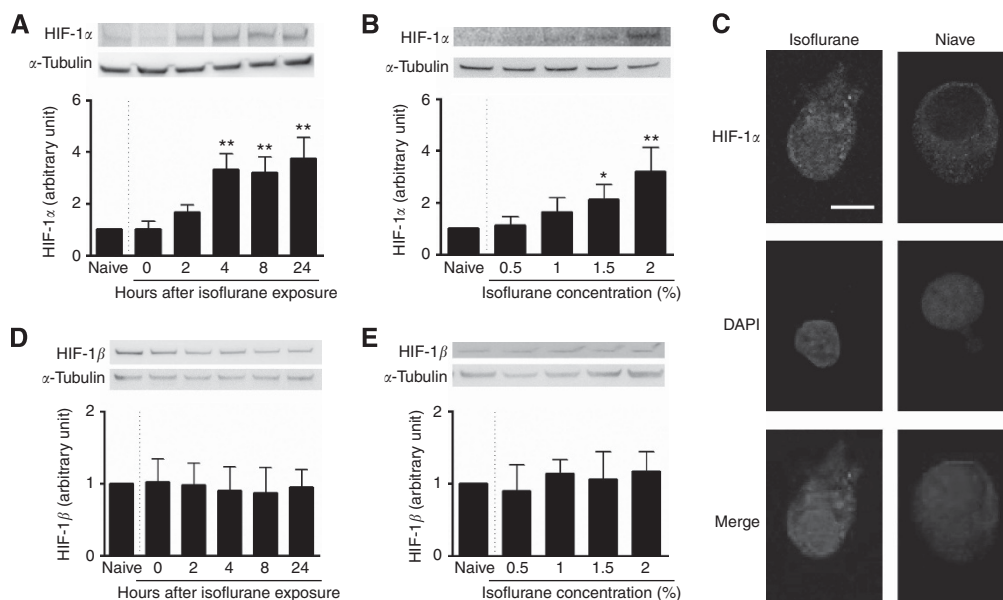 A
HIF-1α
α-Tubulin
HIF-1α (arbitrary unit)
6
4
2
0
** ** **
Naive 0 2 4 8 24
Hours after isoflurane exposure
B
HIF-1α
α-Tubulin
HIF-1α (arbitrary unit)
6
4
2
0
* **
Naive 0.5 1 1.5 2
Isoflurane concentration (%)
C
Isoflurane Niave
HIF-1α
DAPI
Merge
D
HIF-1β
α-Tubulin
HIF-1β (arbitrary unit)
2
1
0
Naive 0 2 4 8 24
Hours after isoflurane exposure
E
HIF-1β
α-Tubulin
HIF-1β (arbitrary unit)
2
1
0
Naive 0.5 1 1.5 2
Isoflurane concentration (%)